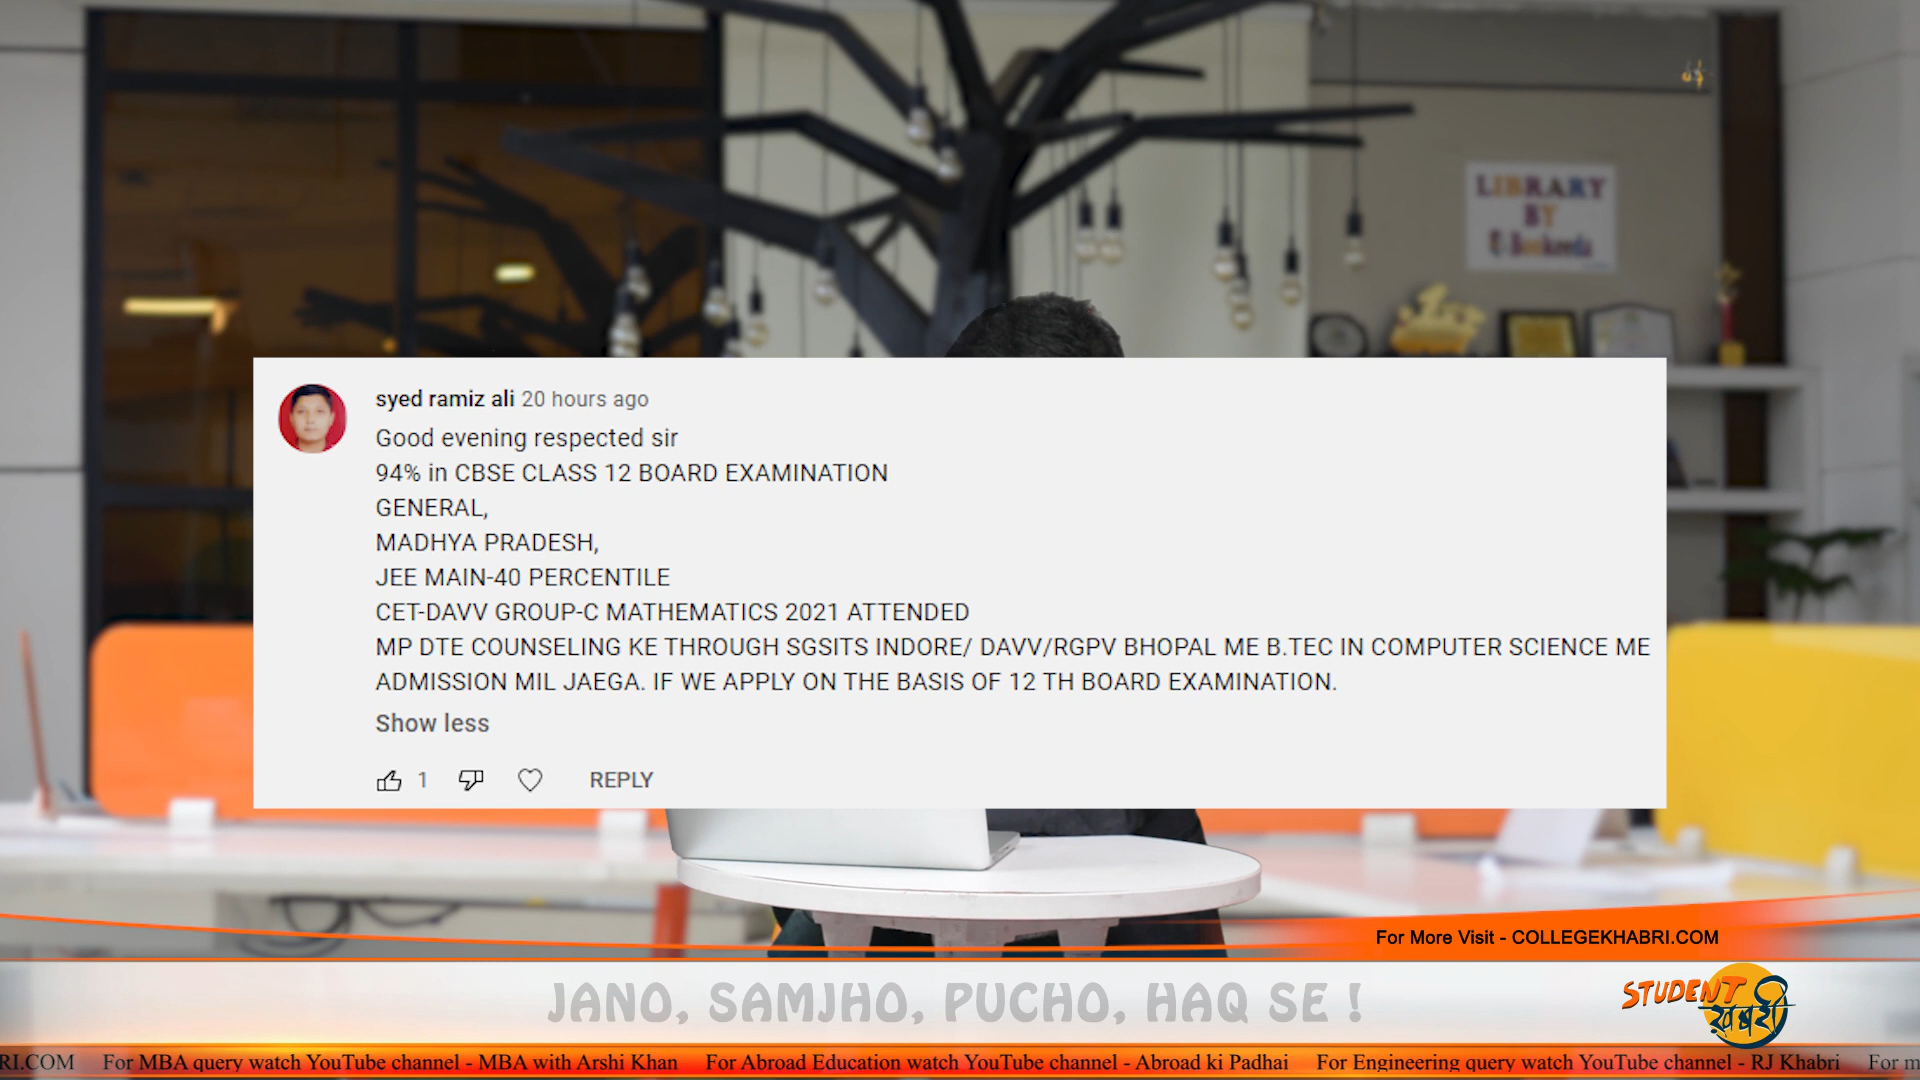 LIBRARY
BY
syed ramiz ali 20 hours ago
Good evening respected sir
94% in CBSE CLASS 12 BOARD EXAMINATION
GENERAL,
MADHYA PRADESH,
JEE MAIN-40 PERCENTILE
CET-DAVV GROUP-C MATHEMATICS 2021 ATTENDED
MP DTE COUNSELING KE THROUGH SGSITS INDORE/ DAVV/RGPV BHOPAL ME B.TEC IN COMPUTER SCIENCE ME
ADMISSION MIL JAEGA. IF WE APPLY ON THE BASIS OF 12 TH BOARD EXAMINATION.
Show less
1
REPLY
For More Visit - COLLEGEKHABRI.COM
JANO, SAMJHO, PUCHO, HAQ SE !
STUDENT
ख़बरी
RI.COM For MBA query watch YouTube channel - MBA with Arshi Khan For Abroad Education watch YouTube channel - Abroad ki Padhai For Engineering query watch YouTube channel - RJ Khabri For m